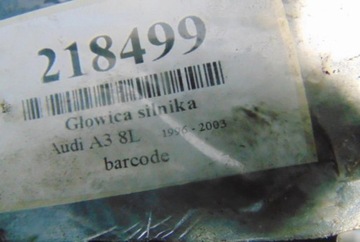 218499
Glowica silnika
Audi A3 8L 1996 - 2003
barcode